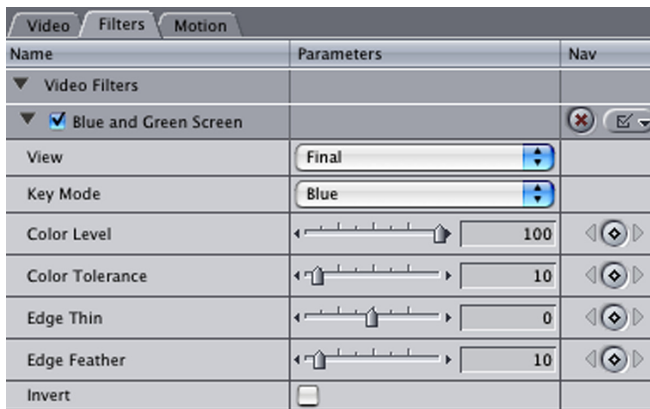 Video Filters Motion
Name Parameters Nav
Video Filters
Blue and Green Screen
View Final
Key Mode Blue
Color Level 100
Color Tolerance 10
Edge Thin 0
Edge Feather 10
Invert